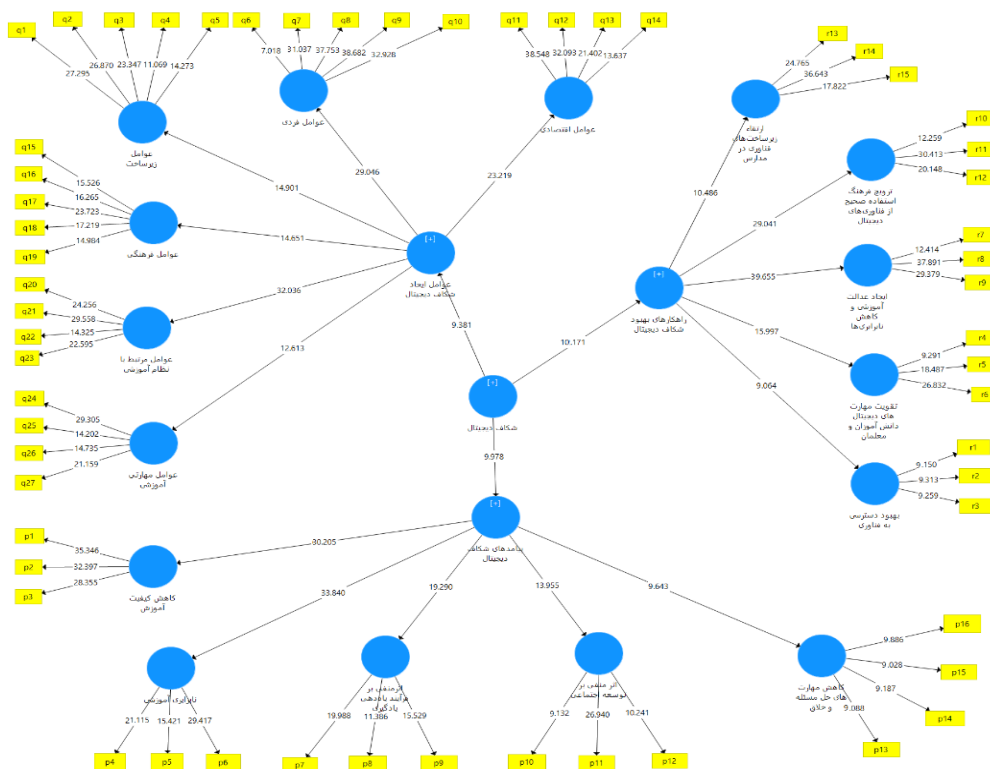 q1
q2
q3
q4
q5
q6
q7
q8
q9
q10
q11
q12
q13
q14
r13
r14
r15
27.295
26.870
23.347
11.069
14.273
7.018
31.037
37.753
38.682
32.928
38.548
32.093
21.402
13.637
24.765
36.643
17.822
عوامل
زیرساخت
عوامل فردی
عوامل اقتصادی
ارتقاء
زیرساخت‌های
فناوری در
مدارس
r10
r11
r12
12.259
30.413
20.148
ترویج فرهنگ
استفاده صحیح
از فناوری‌های
دیجیتال
q15
q16
q17
q18
q19
15.526
16.265
23.723
17.219
14.984
عوامل فرهنگی
14.901
29.046
23.219
14.651
32.036
12.613
[+]
عوامل ایجاد
شکاف دیجیتال
10.486
29.041
39.655
15.997
9.064
[+]
راهکارهای بهبود
شکاف دیجیتال
r7
r8
r9
12.414
37.891
29.379
ایجاد عدالت
آموزشی و
کاهش
نابرابری‌ها
q20
q21
q22
q23
24.256
29.558
14.325
22.595
عوامل مرتبط با
نظام آموزشی
9.381
10.171
r4
r5
r6
9.291
18.487
26.832
تقویت مهارت
های دیجیتال
دانش آموزان و
معلمان
[+]
شکاف دیجیتال
9.978
q24
q25
q26
q27
29.305
14.202
14.735
21.159
عوامل مهارتی
آموزشی
r1
r2
r3
9.150
9.313
9.259
بهبود دسترسی
به فناوری
[+]
پیامدهای شکاف
دیجیتال
30.205
33.840
19.290
13.955
9.643
p1
p2
p3
35.346
32.397
28.355
کاهش کیفیت
آموزش
نابرابری آموزشی
21.115
15.421
29.417
p4
p5
p6
اثرمنفی بر
فرآیند یاددهی
یادگیری
19.988
11.386
15.529
p7
p8
p9
اثر منفی بر
توسعه اجتماعی
9.132
26.940
10.241
p10
p11
p12
کاهش مهارت
های حل مسئله
و خلاق
9.886
9.028
9.187
9.088
p16
p15
p14
p13